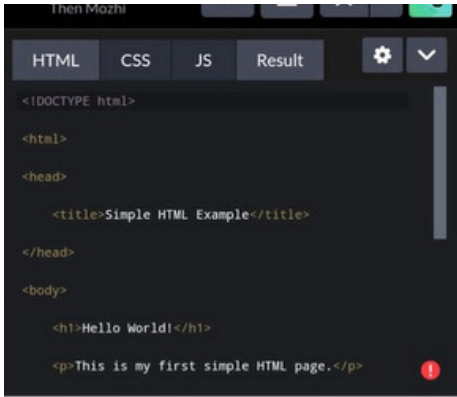 Then Mozhi
HTML CSS JS Result
<!DOCTYPE html>
<html>
<head>
<title>Simple HTML Example</title>
</head>
<body>
<h1>Hello World!</h1>
<p>This is my first simple HTML page.</p>